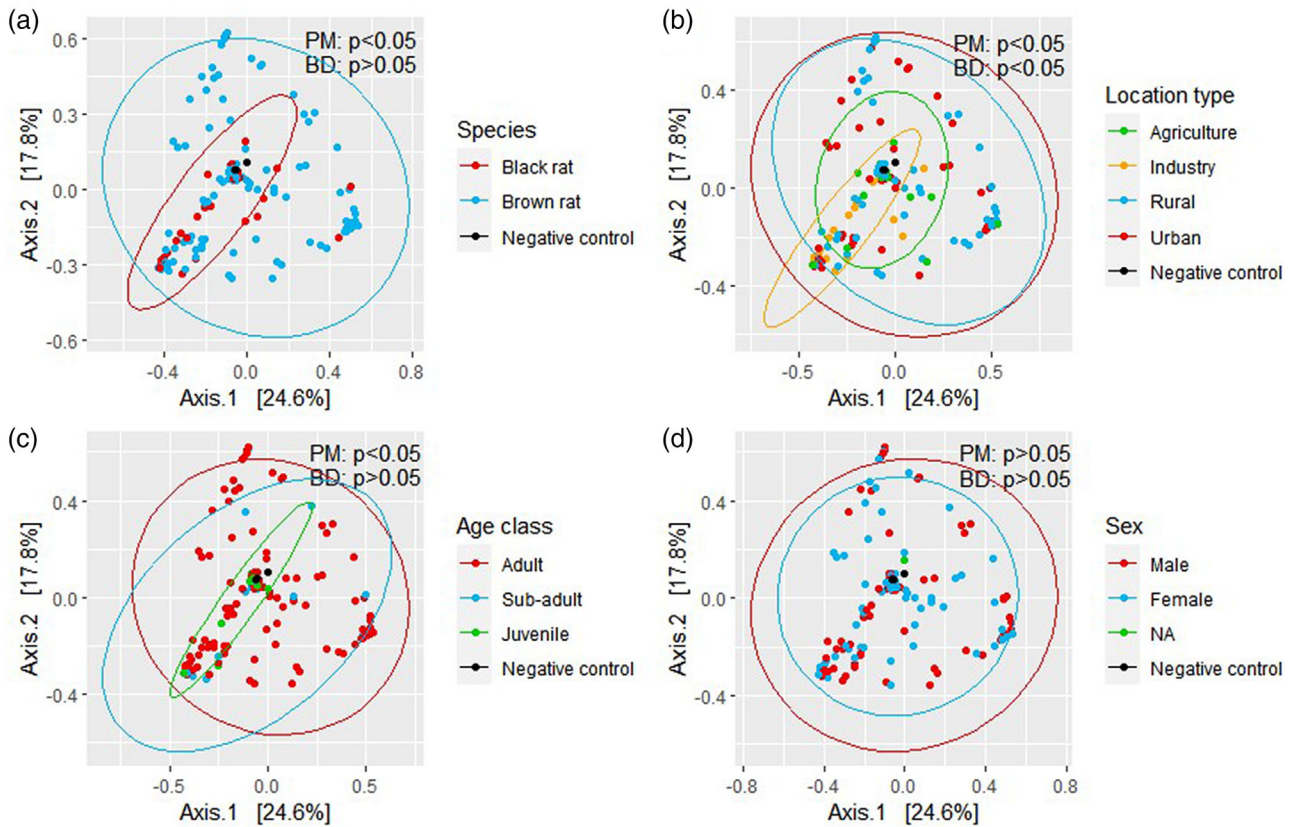 (a)
PM: p<0.05
BD: p>0.05
0.6
0.3
0.0
-0.3
-0.6
Axis.2 [17.8%]
-0.4
0.0
0.4
0.8
Axis.1 [24.6%]
Species
Black rat
Brown rat
Negative control
(b)
PM: p<0.05
BD: p<0.05
0.4
0.0
-0.4
Axis.2 [17.8%]
-0.5
0.0
0.5
Axis.1 [24.6%]
Location type
Agriculture
Industry
Rural
Urban
Negative control
(c)
PM: p<0.05
BD: p>0.05
0.4
0.0
-0.4
Axis.2 [17.8%]
-0.5
0.0
0.5
Axis.1 [24.6%]
Age class
Adult
Sub-adult
Juvenile
Negative control
(d)
PM: p>0.05
BD: p>0.05
0.4
0.0
-0.4
Axis.2 [17.8%]
-0.8
-0.4
0.0
0.4
0.8
Axis.1 [24.6%]
Sex
Male
Female
NA
Negative control